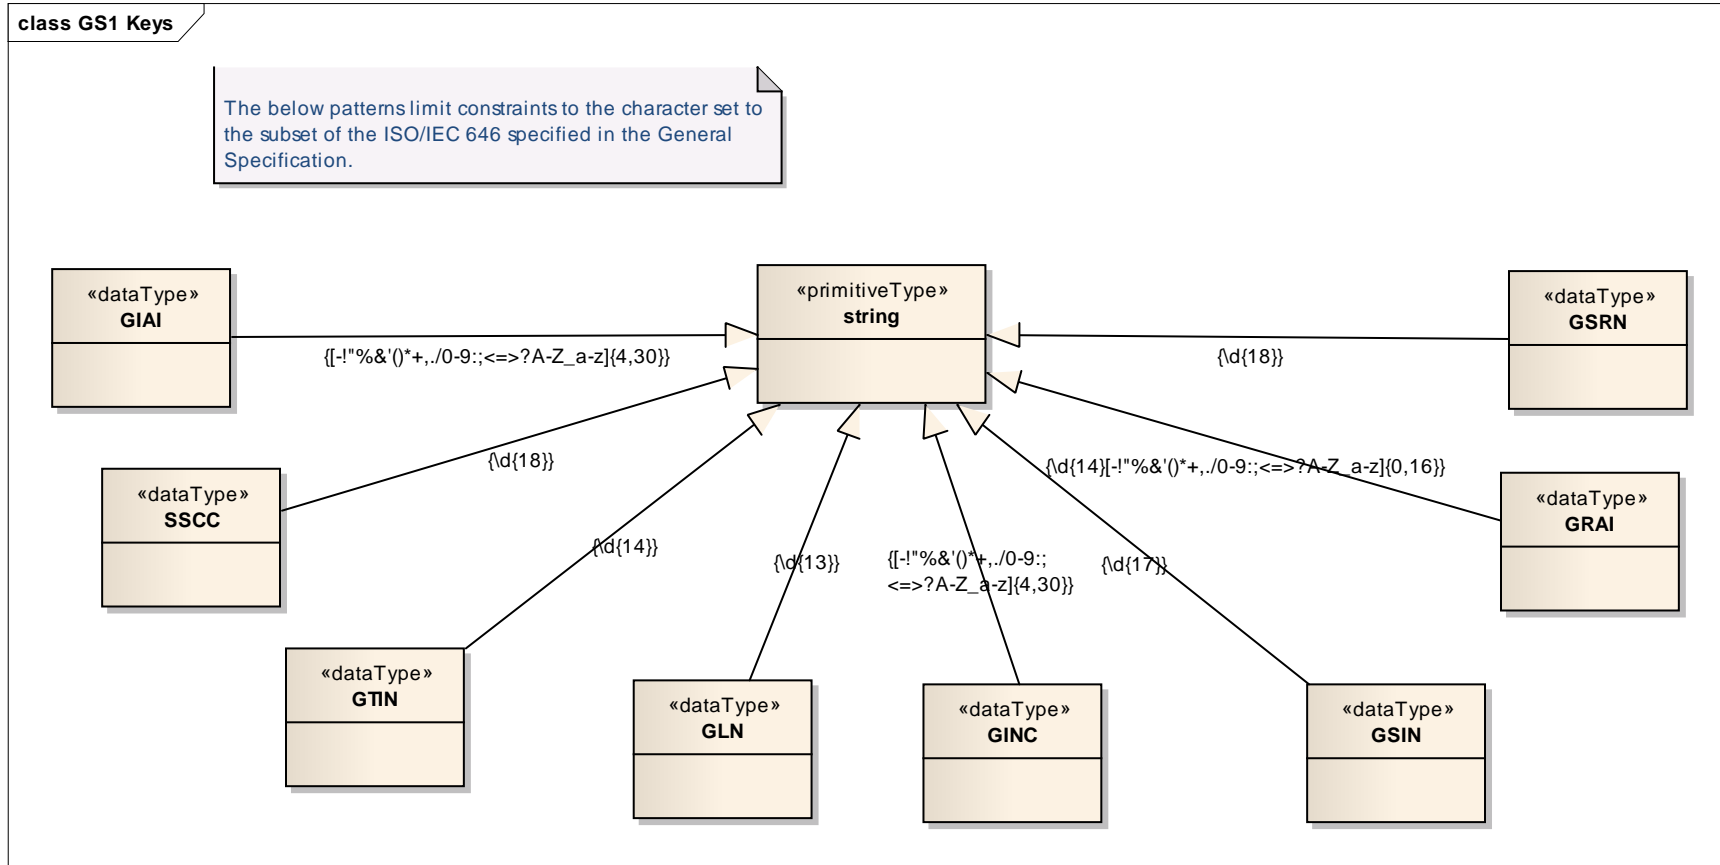 class GS1 Keys
The below patterns limit constraints to the character set to
the subset of the ISO/IEC 646 specified in the General
Specification.
«dataType»
GIAI
«primitiveType»
string
«dataType»
GSRN
{[-!"%&'()*+,./0-9:;<=>?A-Z_a-z]{4,30}}
{\d{18}}
{\d{18}}
{\d{14}[-!"%&'()*+,./0-9:;<=>?A-Z_a-z]{0,16}}
«dataType»
SSCC
«dataType»
GRAI
{\d{14}}
{\d{13}}
{[-!"%&'()*+,./0-9:;
<=>?A-Z_a-z]{4,30}}
{\d{17}}
«dataType»
GTIN
«dataType»
GLN
«dataType»
GINC
«dataType»
GSIN